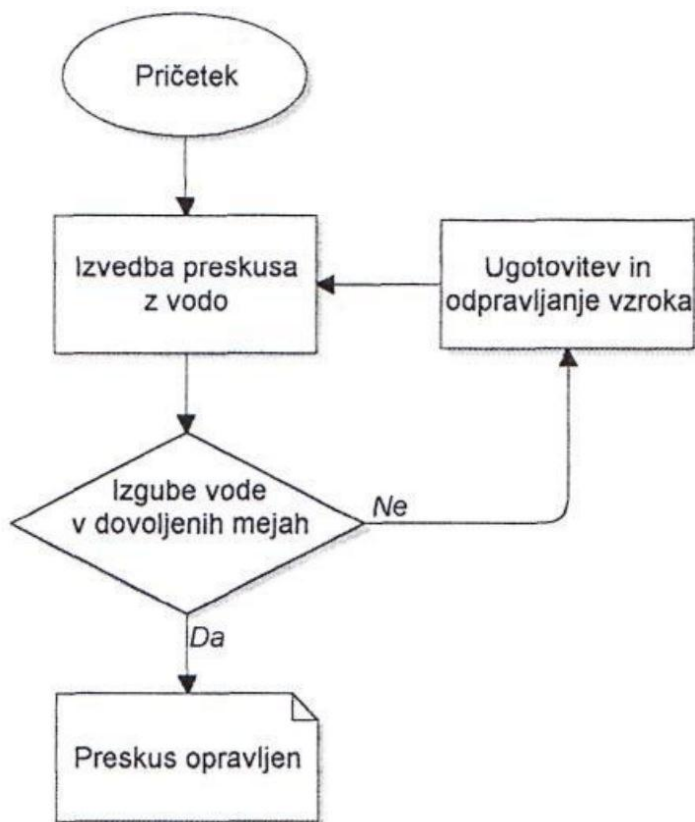 Pričetek
Izvedba preskusa
z vodo
Ugotovitev in
odpravljanje vzroka
Izgube vode
v dovoljenih mejah
Ne
Da
Preskus opravljen